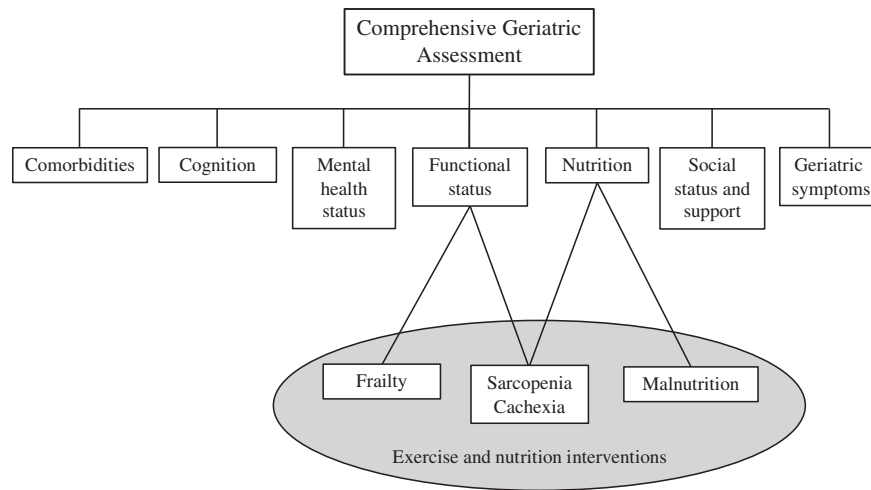 Comprehensive Geriatric
Assessment
Comorbidities
Cognition
Mental
health
status
Functional
status
Nutrition
Social
status and
support
Geriatric
symptoms
Frailty
Sarcopenia
Cachexia
Malnutrition
Exercise and nutrition interventions